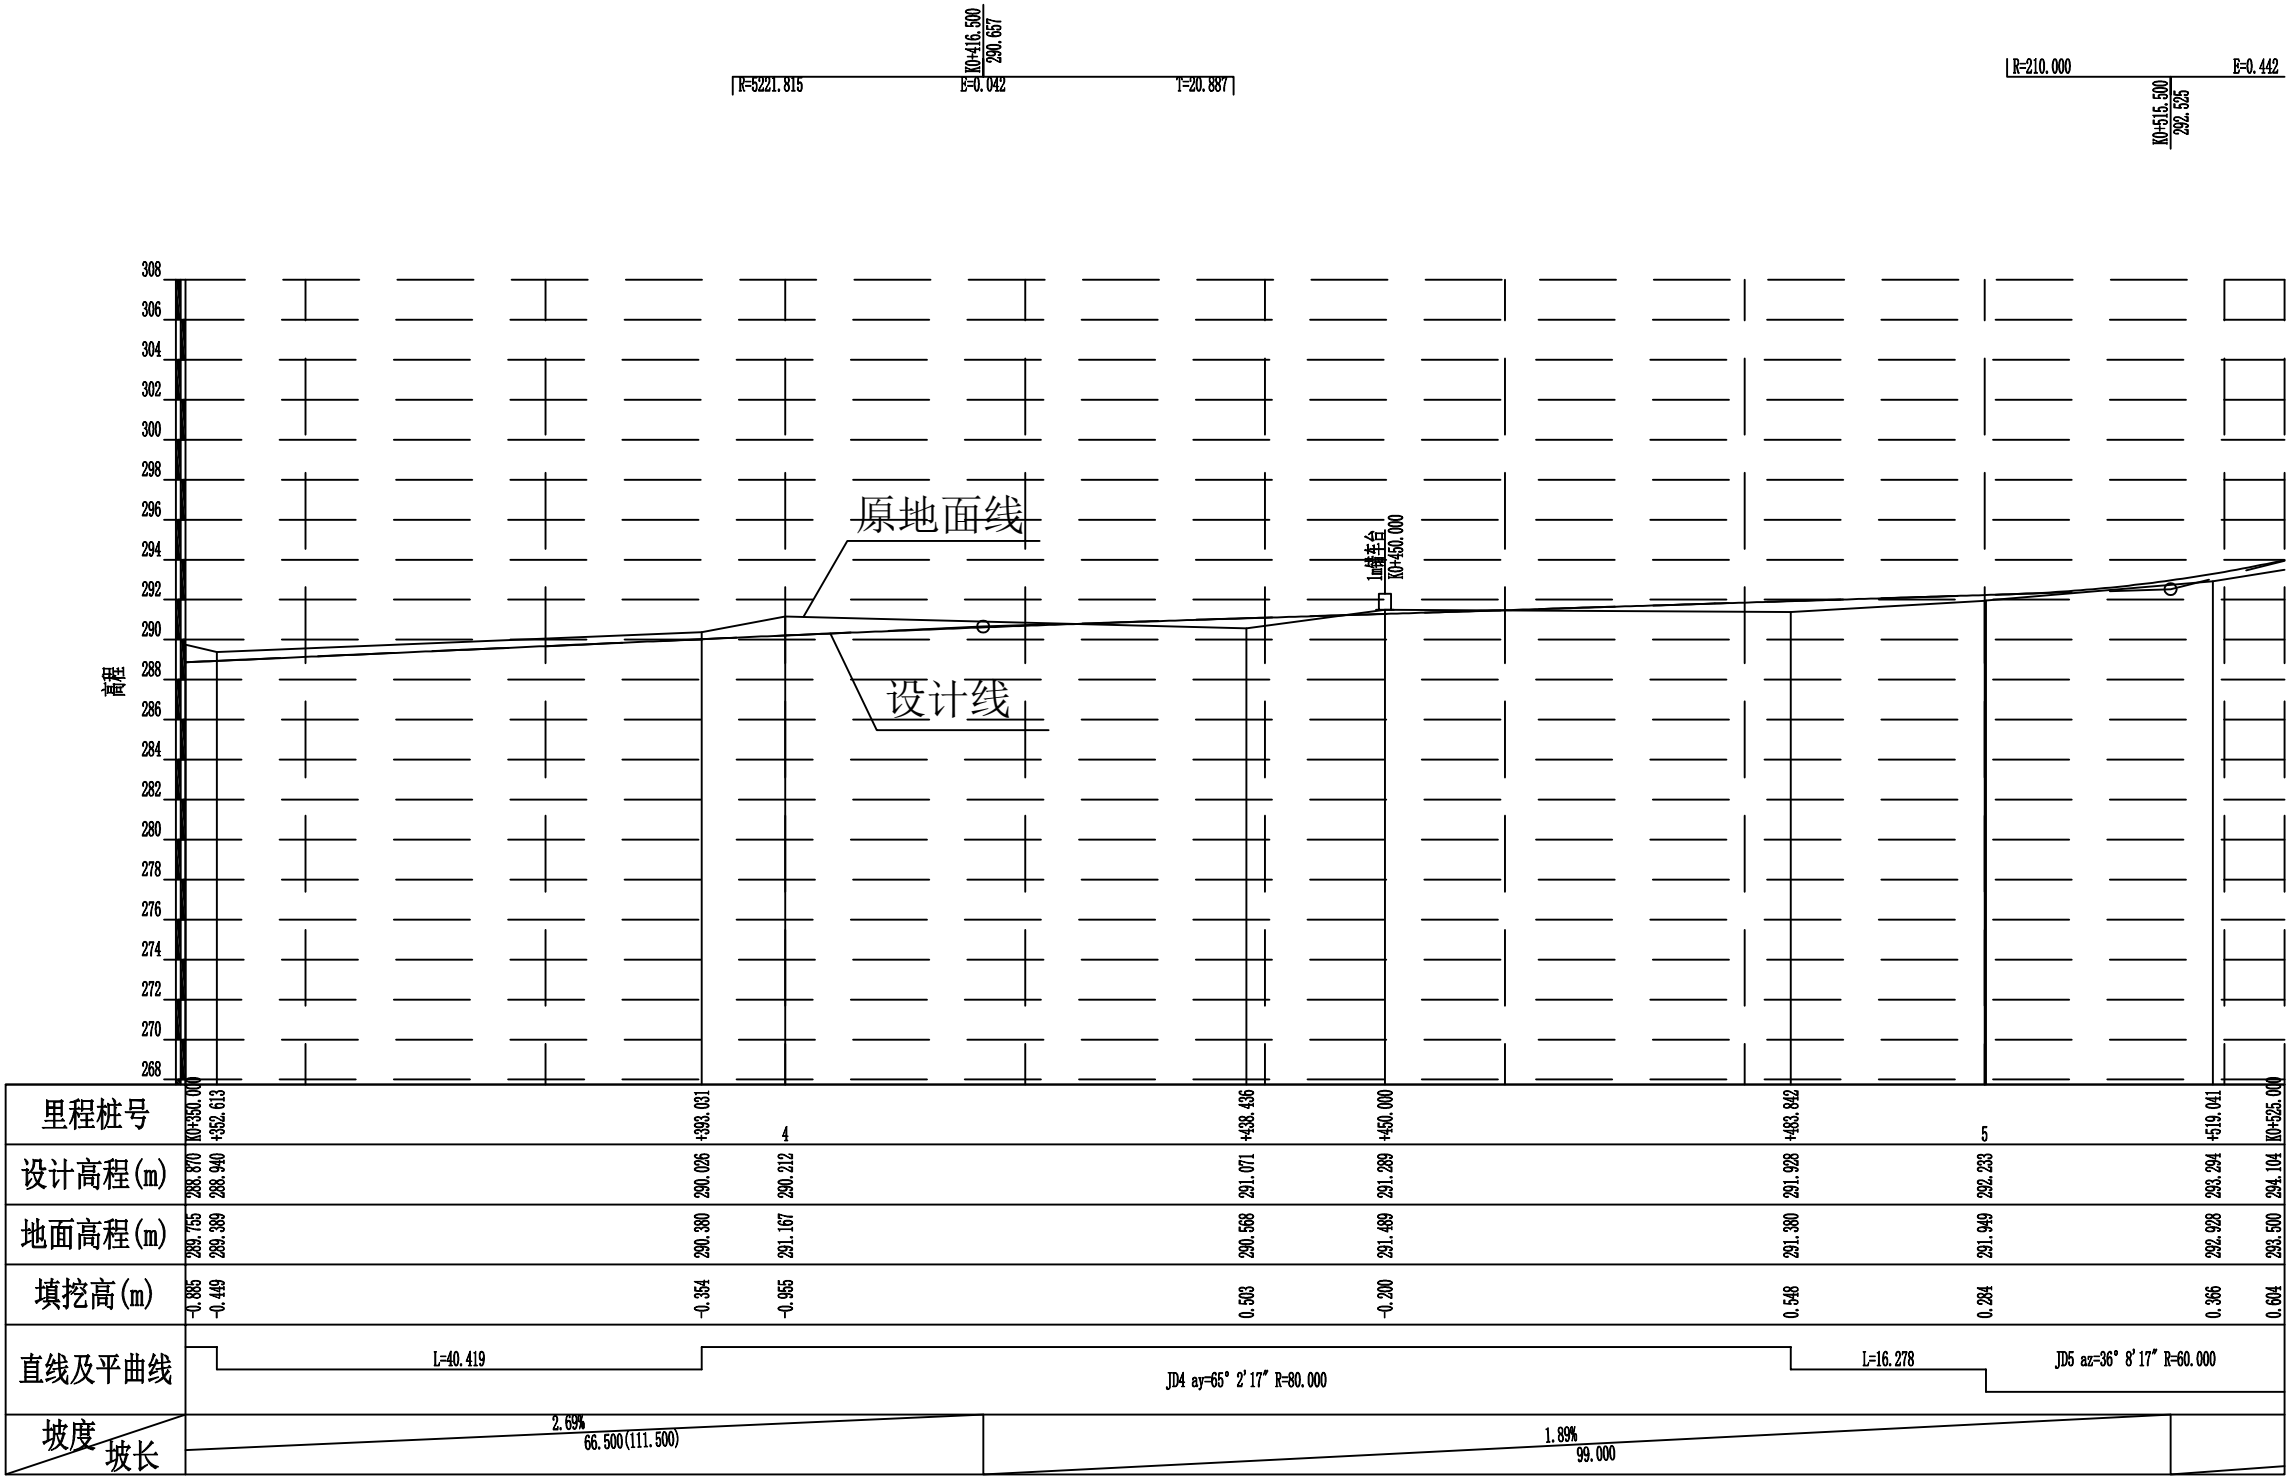 K0+416.500
290.657
R=5221.815
E=0.042
T=20.887
R=210.000
E=0.442
K0+515.500
292.525
308
306
304
302
300
298
296
294
292
290
288
286
284
282
280
278
276
274
272
270
268
高程
原地面线
设计线
1m错车台
K0+450.000
里程桩号
K0+350.000
+352.613
+393.031
4
+438.436
+450.000
+483.842
5
+519.041
K0+525.000
设计高程(m)
288.870
288.940
290.026
290.212
291.071
291.289
291.928
292.233
293.294
294.104
地面高程(m)
289.755
289.389
290.380
291.167
290.568
291.489
291.380
291.949
292.928
293.500
填挖高(m)
-0.885
-0.449
-0.354
-0.955
0.503
-0.200
0.548
0.284
0.366
0.604
直线及平曲线
L=40.419
JD4 ay=65° 2'17" R=80.000
L=16.278
JD5 az=36° 8'17" R=60.000
坡度
坡长
2.69%
66.500(111.500)
1.89%
99.000